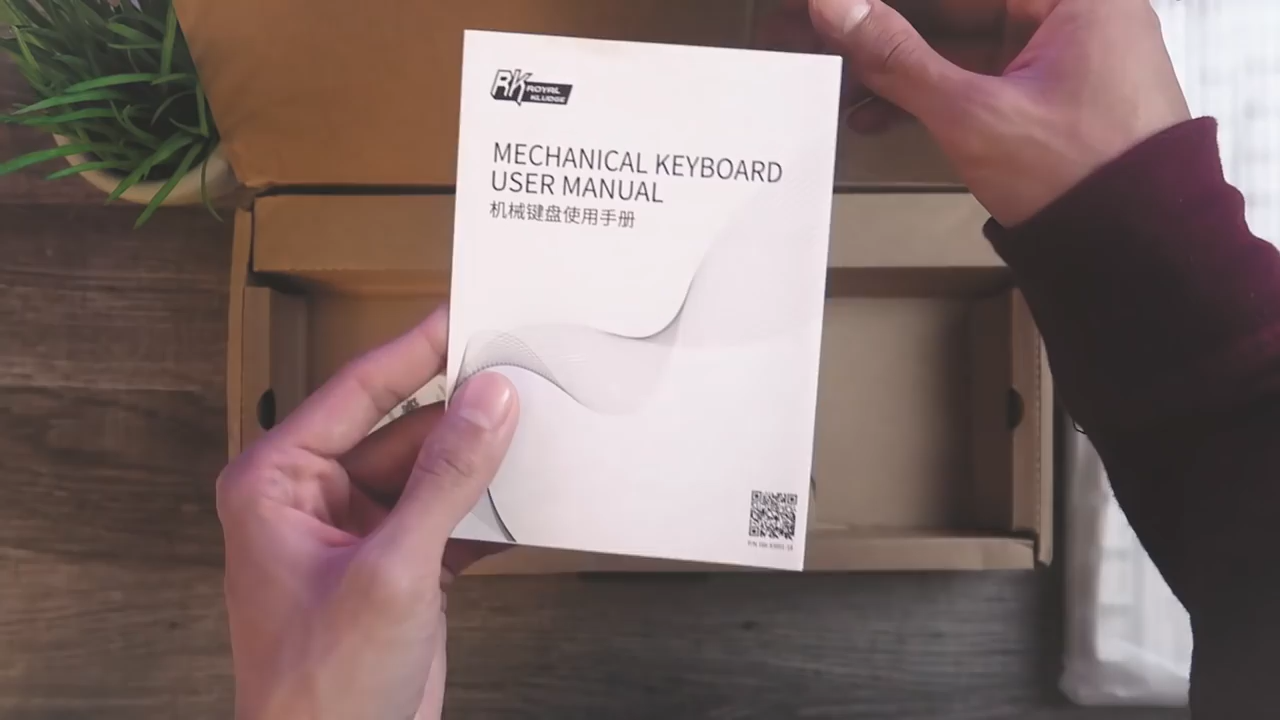 RK ROYAL
KLUDGE
MECHANICAL KEYBOARD
USER MANUAL
机械键盘使用手册